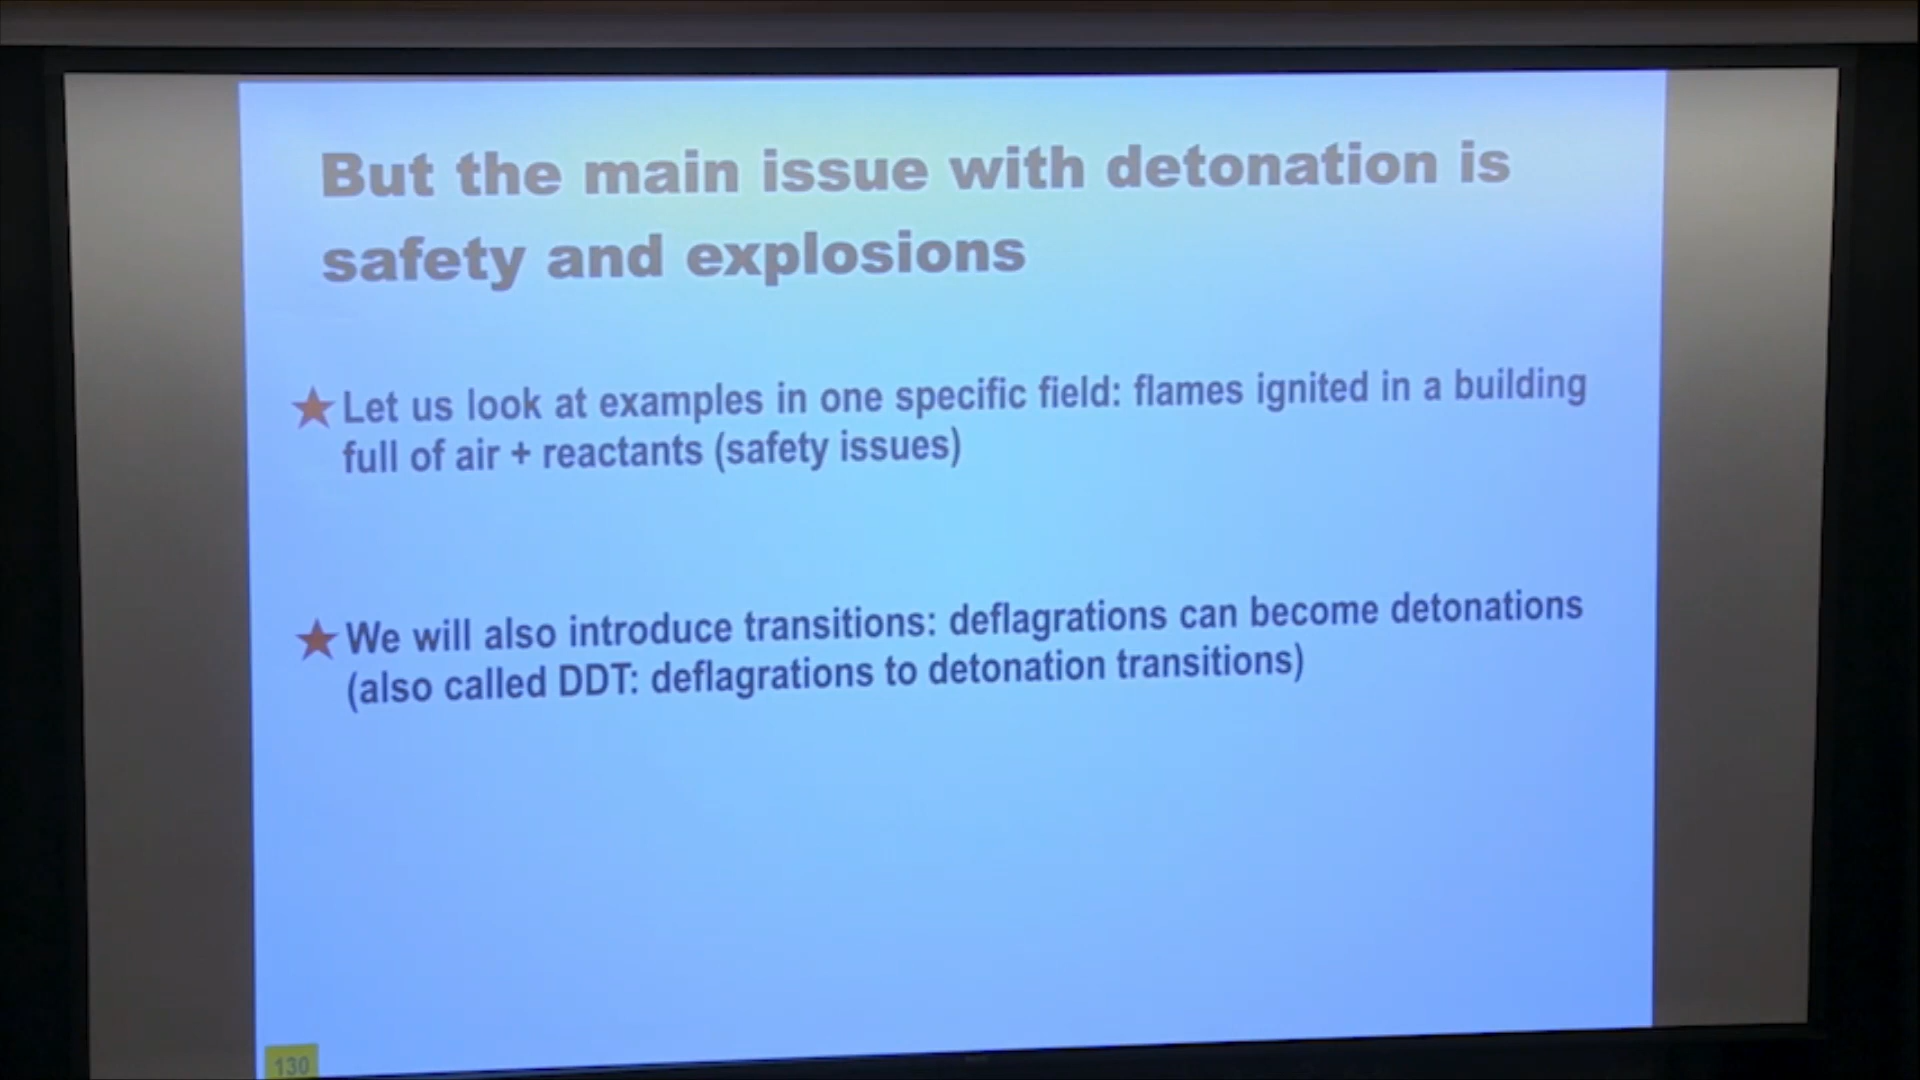 But the main issue with detonation is
safety and explosions
Let us look at examples in one specific field: flames ignited in a building
full of air + reactants (safety issues)
We will also introduce transitions: deflagrations can become detonations
(also called DDT: deflagrations to detonation transitions)
130